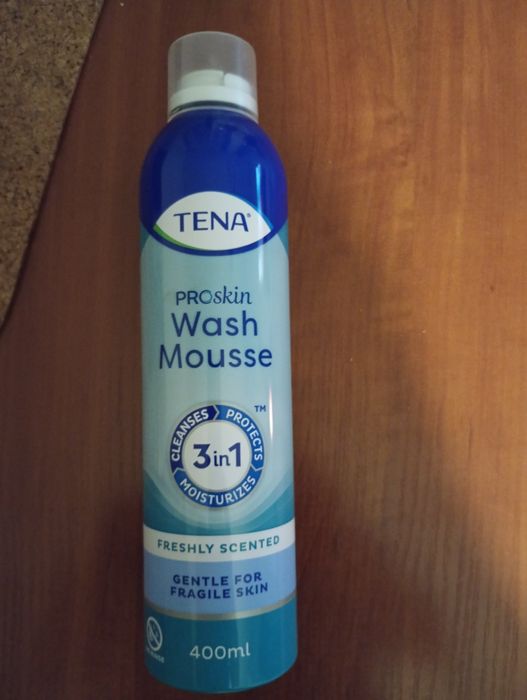 TENA®
PROskin
Wash
Mousse
CLEANSES PROTECTS
MOISTURIZES
TM
3in1
FRESHLY SCENTED
GENTLE FOR
FRAGILE SKIN
400ml